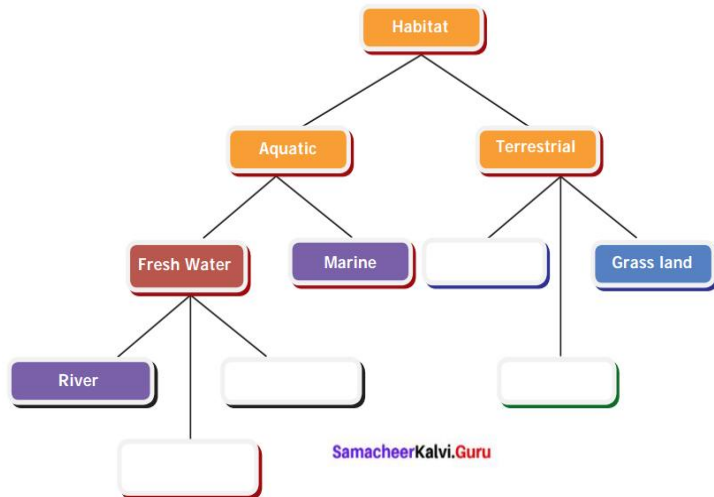 Habitat
Aquatic
Terrestrial
Fresh Water
Marine
Grass land
River
SamacheerKalvi.Guru